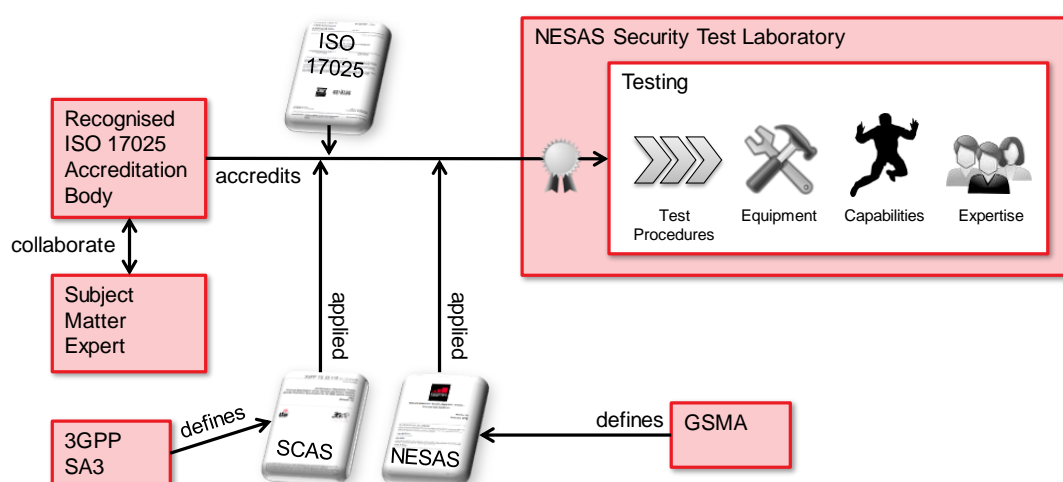 ISO
17025
NESAS Security Test Laboratory
Testing
Recognised
ISO 17025
Accreditation
Body
accredits
Test
Procedures
Equipment
Capabilities
Expertise
collaborate
Subject
Matter
Expert
applied
applied
defines
3GPP
SA3
SCAS
NESAS
defines
GSMA